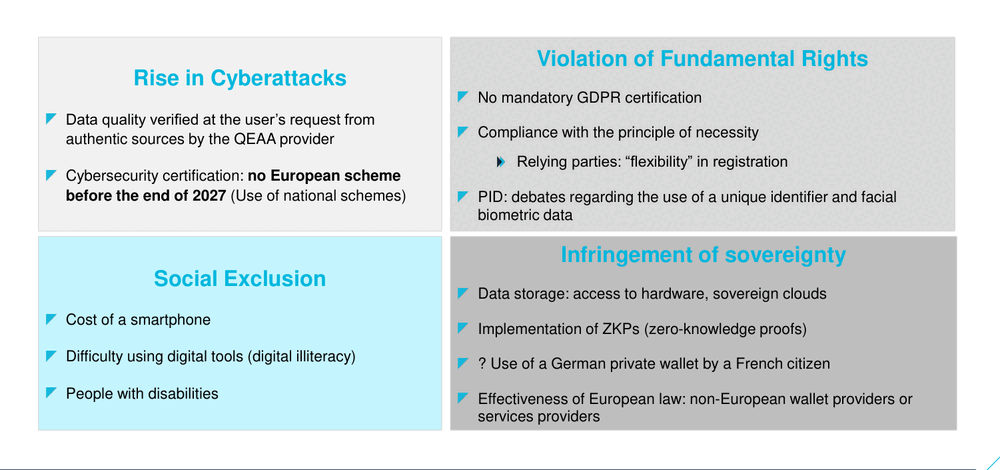 Rise in Cyberattacks
Data quality verified at the user’s request from
authentic sources by the QEAA provider
Cybersecurity certification: no European scheme
before the end of 2027 (Use of national schemes)
Violation of Fundamental Rights
No mandatory GDPR certification
Compliance with the principle of necessity
Relying parties: “flexibility” in registration
PID: debates regarding the use of a unique identifier and facial
biometric data
Social Exclusion
Cost of a smartphone
Difficulty using digital tools (digital illiteracy)
People with disabilities
Infringement of sovereignty
Data storage: access to hardware, sovereign clouds
Implementation of ZKPs (zero-knowledge proofs)
? Use of a German private wallet by a French citizen
Effectiveness of European law: non-European wallet providers or
services providers